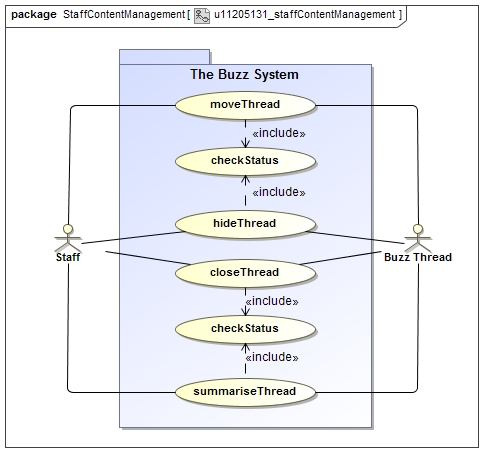 package StaffContentManagement[ u11205131_staffContentManagement ]
The Buzz System
moveThread
«include»
checkStatus
«include»
hideThread
Staff
Buzz Thread
closeThread
«include»
checkStatus
«include»
summariseThread